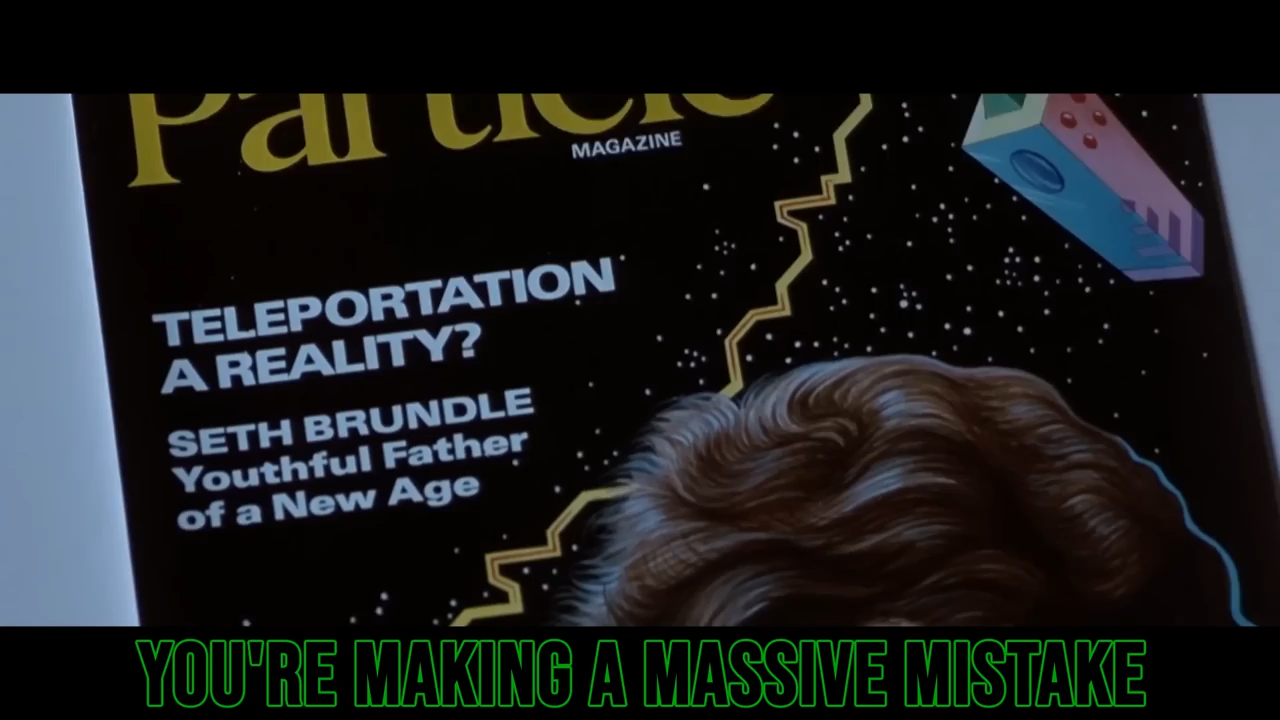 Particle
MAGAZINE
TELEPORTATION
A REALITY?
SETH BRUNDLE
Youthful Father
of a New Age
YOU'RE MAKING A MASSIVE MISTAKE